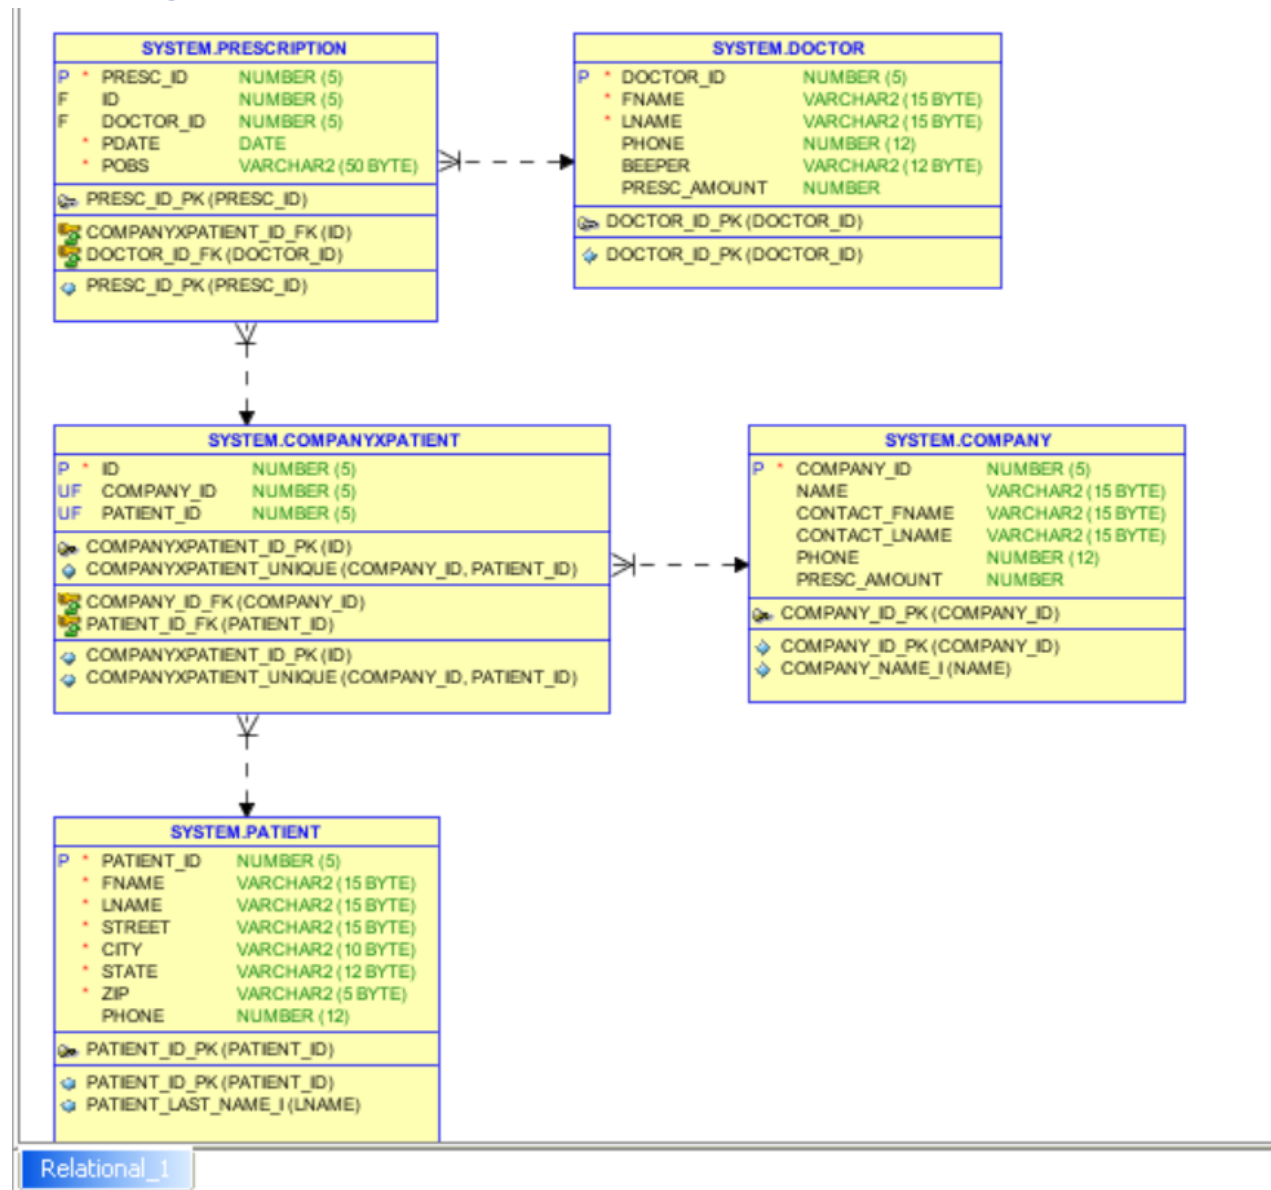 SYSTEM.PRESCRIPTION
P * PRESC_ID NUMBER (5)
F ID NUMBER (5)
F DOCTOR_ID NUMBER (5)
* PDATE DATE
* POBS VARCHAR2 (50 BYTE)
PRESC_ID_PK (PRESC_ID)
COMPANYXPATIENT_ID_FK (ID)
DOCTOR_ID_FK (DOCTOR_ID)
PRESC_ID_PK (PRESC_ID)
SYSTEM.DOCTOR
P * DOCTOR_ID NUMBER (5)
* FNAME VARCHAR2 (15 BYTE)
* LNAME VARCHAR2 (15 BYTE)
PHONE NUMBER (12)
BEEPER VARCHAR2 (12 BYTE)
PRESC_AMOUNT NUMBER
DOCTOR_ID_PK (DOCTOR_ID)
DOCTOR_ID_PK (DOCTOR_ID)
SYSTEM.COMPANYXPATIENT
P * ID NUMBER (5)
UF COMPANY_ID NUMBER (5)
UF PATIENT_ID NUMBER (5)
COMPANYXPATIENT_ID_PK (ID)
COMPANYXPATIENT_UNIQUE (COMPANY_ID, PATIENT_ID)
COMPANY_ID_FK (COMPANY_ID)
PATIENT_ID_FK (PATIENT_ID)
COMPANYXPATIENT_ID_PK (ID)
COMPANYXPATIENT_UNIQUE (COMPANY_ID, PATIENT_ID)
SYSTEM.COMPANY
P * COMPANY_ID NUMBER (5)
NAME VARCHAR2 (15 BYTE)
CONTACT_FNAME VARCHAR2 (15 BYTE)
CONTACT_LNAME VARCHAR2 (15 BYTE)
PHONE NUMBER (12)
PRESC_AMOUNT NUMBER
COMPANY_ID_PK (COMPANY_ID)
COMPANY_ID_PK (COMPANY_ID)
COMPANY_NAME_I (NAME)
SYSTEM.PATIENT
P * PATIENT_ID NUMBER (5)
* FNAME VARCHAR2 (15 BYTE)
* LNAME VARCHAR2 (15 BYTE)
* STREET VARCHAR2 (15 BYTE)
* CITY VARCHAR2 (10 BYTE)
* STATE VARCHAR2 (12 BYTE)
* ZIP VARCHAR2 (5 BYTE)
PHONE NUMBER (12)
PATIENT_ID_PK (PATIENT_ID)
PATIENT_ID_PK (PATIENT_ID)
PATIENT_LAST_NAME_I (LNAME)
Relational_1